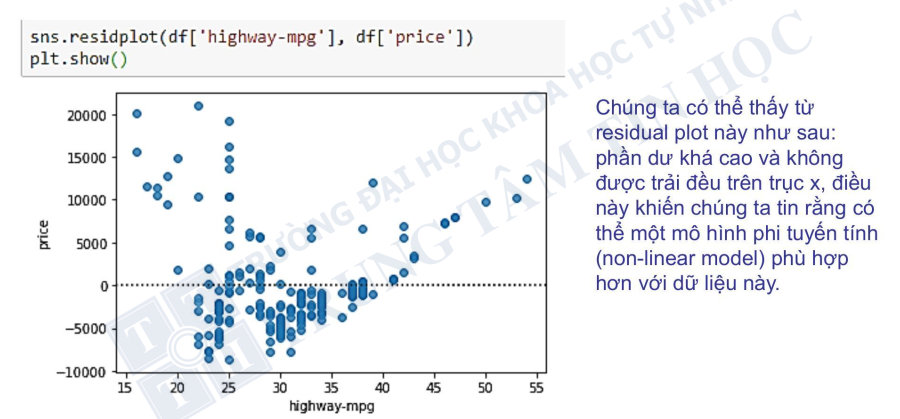 sns.residplot(df['highway-mpg'], df['price'])
plt.show()
20000
15000
10000
5000
0
−5000
−10000
price
15 20 25 30 35 40 45 50 55
highway-mpg
Chúng ta có thể thấy từ
residual plot này như sau:
phần dư khá cao và không
được trải đều trên trục x, điều
này khiến chúng ta tin rằng có
thể một mô hình phi tuyến tính
(non-linear model) phù hợp
hơn với dữ liệu này.
TRƯỜNG ĐẠI HỌC KHOA HỌC TỰ NHI
TRUNG TÂM TIN HỌC